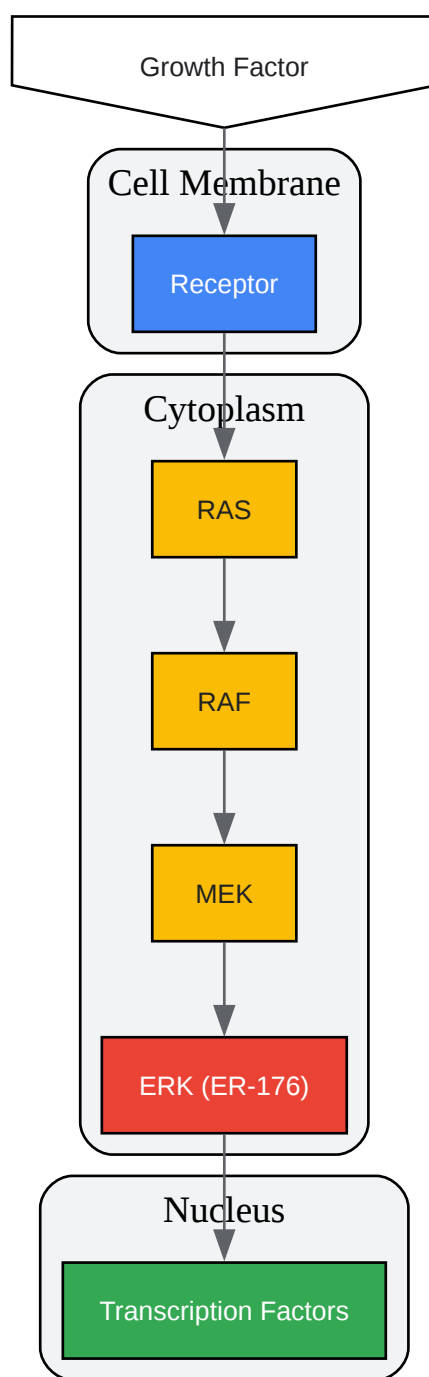 Growth Factor
Cell Membrane
Receptor
Cytoplasm
RAS
RAF
MEK
ERK (ER-176)
Nucleus
Transcription Factors